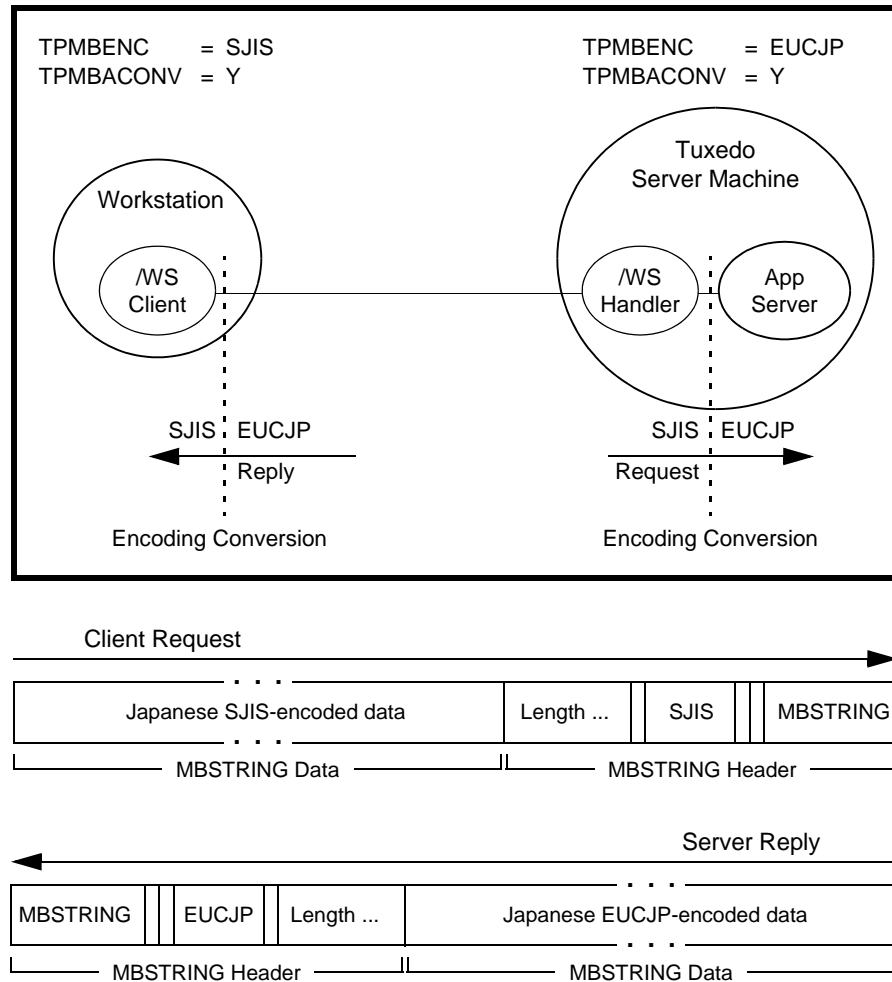 TPMBENC = SJIS
TPMBACONV = Y
TPMBENC = EUCJP
TPMBACONV = Y
Workstation
/WS
Client
Tuxedo
Server Machine
/WS
Handler
App
Server
SJIS EUCJP
Reply
Encoding Conversion
SJIS EUCJP
Request
Encoding Conversion
Client Request
. . .
Japanese SJIS-encoded data
Length ...
SJIS
MBSTRING
. . .
MBSTRING Data
MBSTRING Header
Server Reply
. . .
MBSTRING
EUCJP
Length ...
Japanese EUCJP-encoded data
. . .
MBSTRING Header
MBSTRING Data